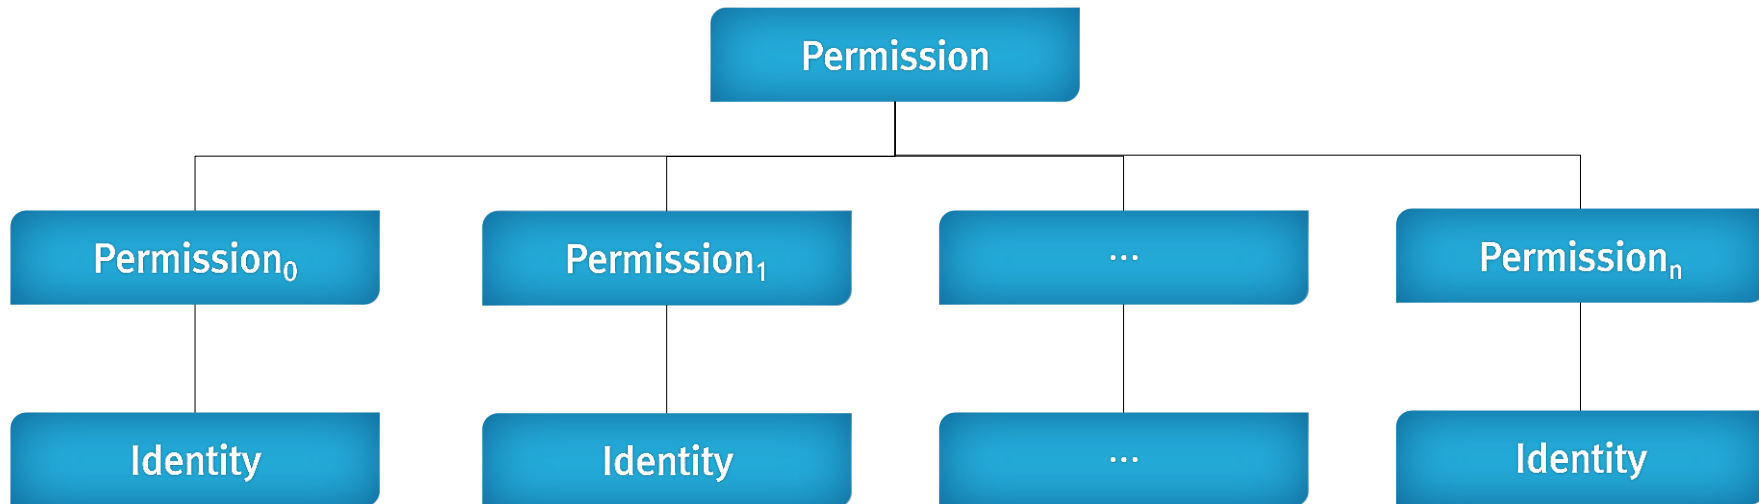 Permission
Permission₀ Permission₁ ... Permissionₙ
Identity Identity ... Identity